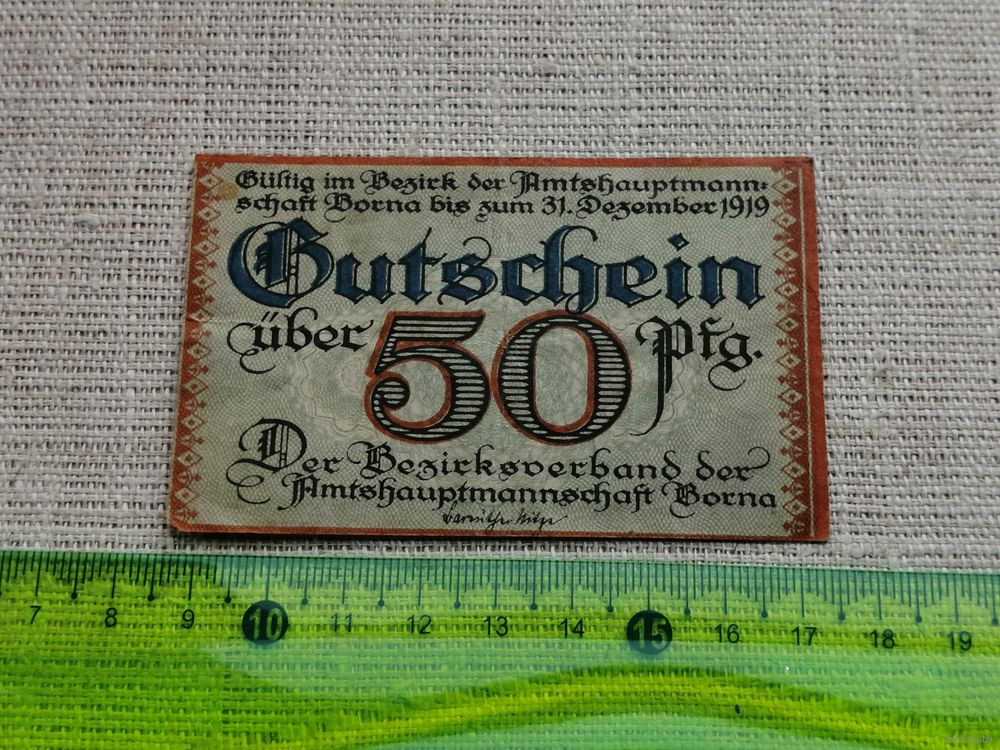 Gültig im Bezirk der Amtshauptmann-
schaft Borna bis zum 31. Dezember 1919
Gutschein
über 50 Pfg.
Der Bezirksverband der
Amtshauptmannschaft Borna
7 8 9 10 11 12 13 14 15 16 17 18 19